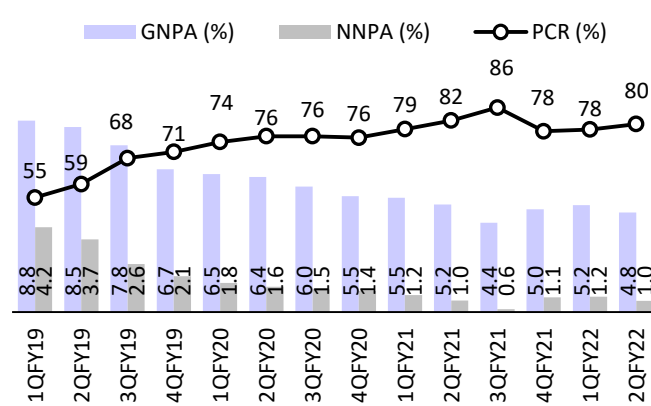 GNPA (%) NNPA (%) PCR (%)
55 59 68 71 74 76 76 76 79 82 86 78 78 80
8.8 4.2 8.5 3.7 7.8 2.6 6.7 2.1 6.5 1.8 6.4 1.6 6.0 1.5 5.5 1.4 5.5 1.2 5.2 1.0 4.4 0.6 5.0 1.1 5.2 1.2 4.8 1.0
1QFY19 2QFY19 3QFY19 4QFY19 1QFY20 2QFY20 3QFY20 4QFY20 1QFY21 2QFY21 3QFY21 4QFY21 1QFY22 2QFY22